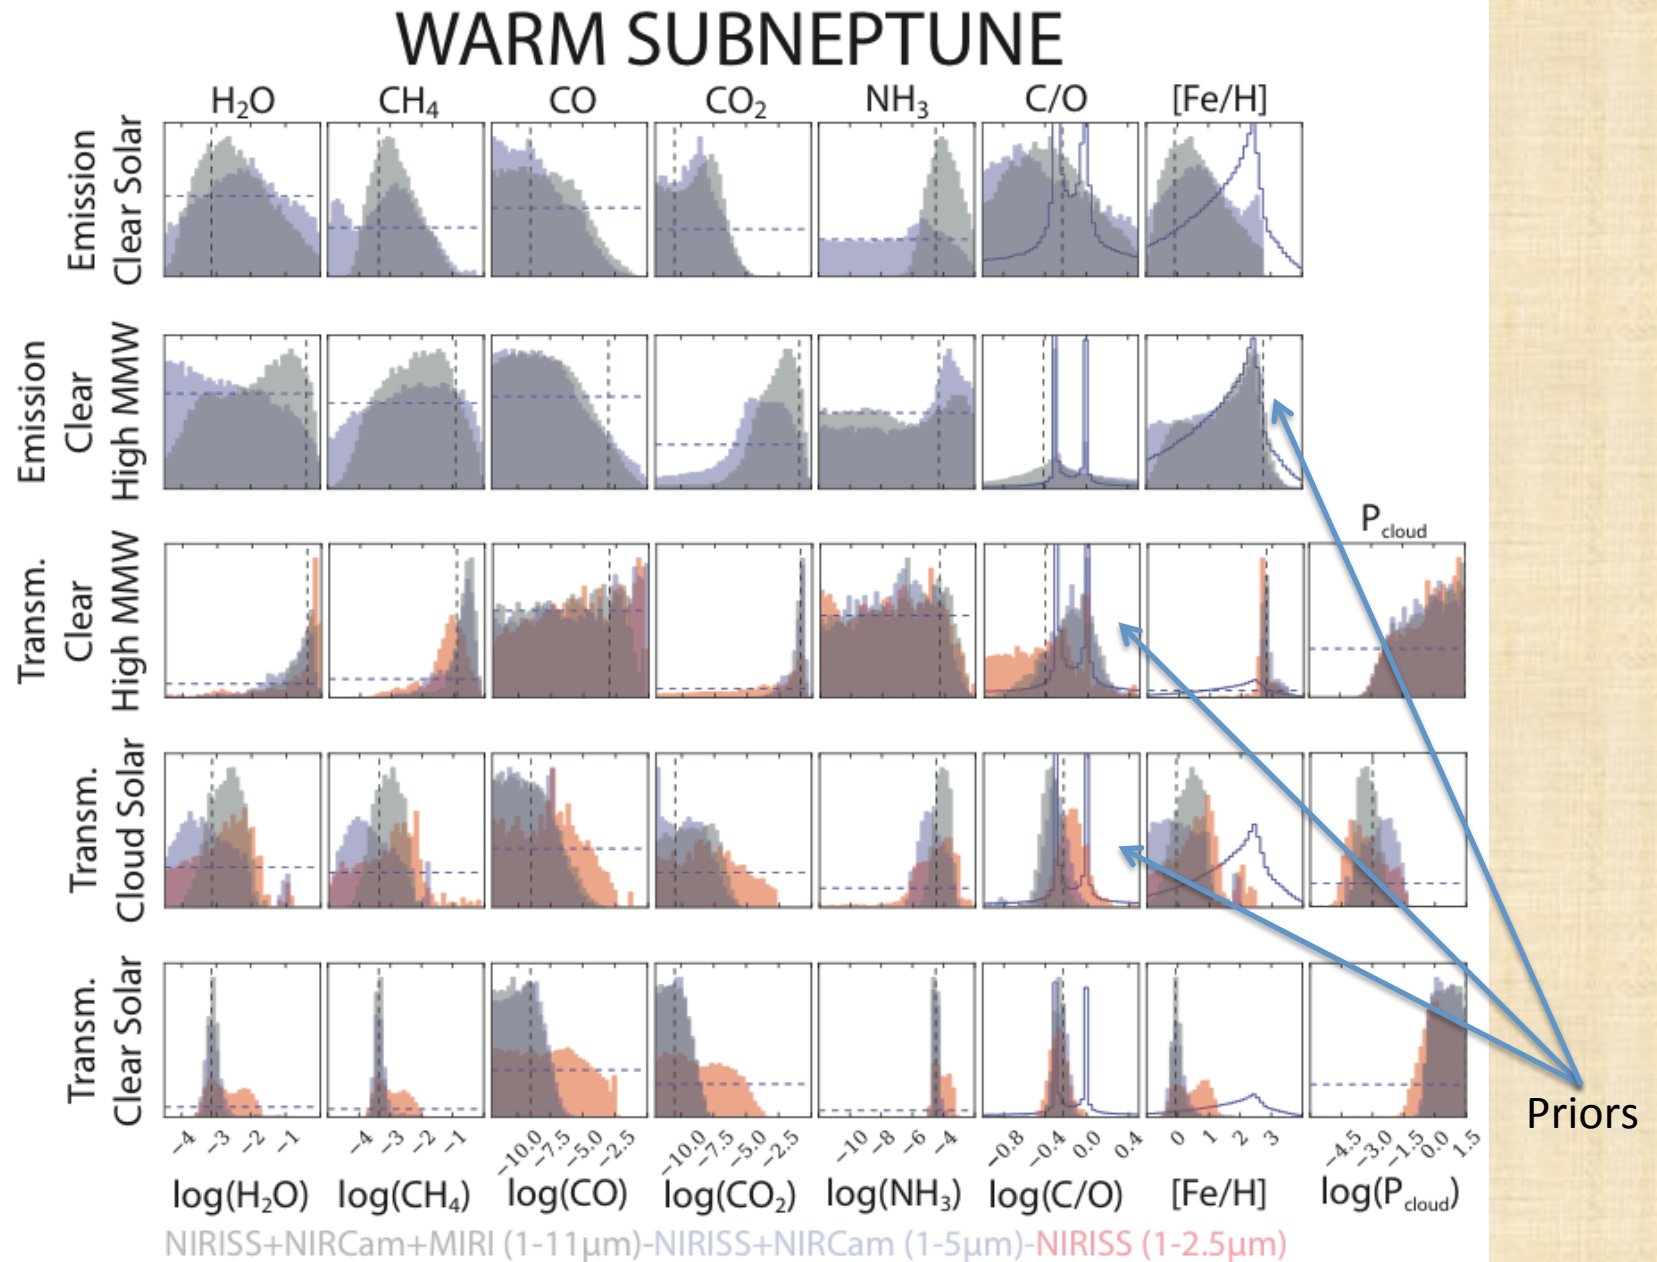 WARM SUBNEPTUNE
H₂O CH₄ CO CO₂ NH₃ C/O [Fe/H]
Emission
Clear Solar
Emission
Clear
High MMW
P_cloud
Transm.
Clear
High MMW
Transm.
Cloud Solar
Transm.
Clear Solar
Priors
−4 −3 −2 −1 −4 −3 −2 −1 −10.0 −7.5 −5.0 −2.5 −10.0 −7.5 −5.0 −2.5 −10 −8 −6 −4 −0.8 −0.4 0.0 0.4 0 1 2 3 −4.5 −3.0 −1.5 0.0 1.5
log(H₂O) log(CH₄) log(CO) log(CO₂) log(NH₃) log(C/O) [Fe/H] log(P_cloud)
NIRISS+NIRCam+MIRI (1-11μm)-NIRISS+NIRCam (1-5μm)-NIRISS (1-2.5μm)